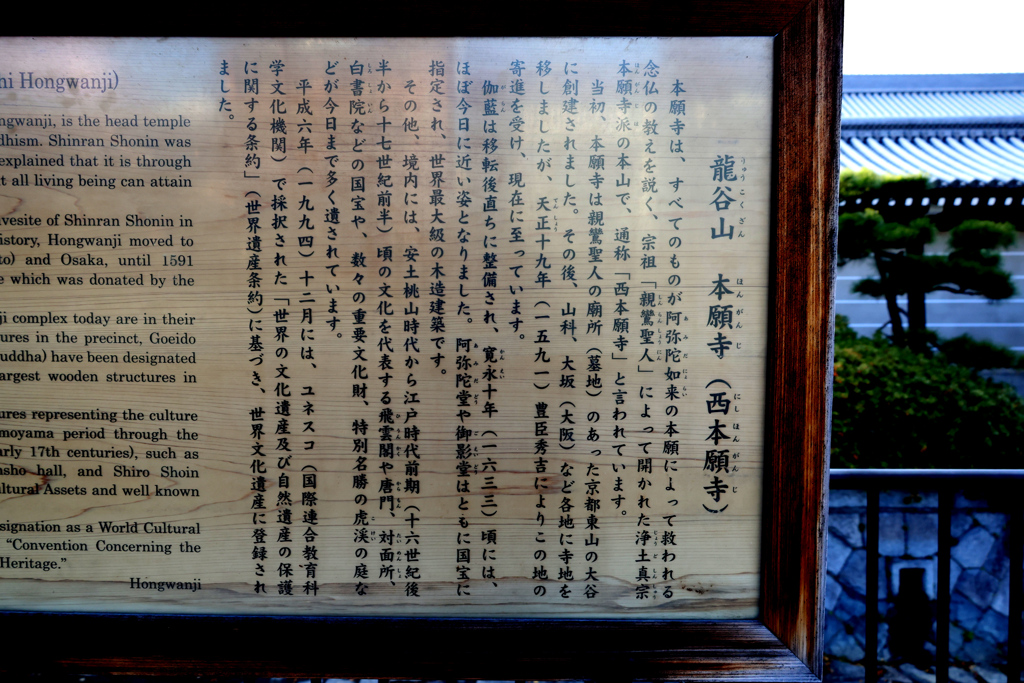 龍谷山 本願寺（西本願寺）
本願寺は、すべてのものが阿弥陀如来の本願によって救われる
念仏の教えを説く、宗祖「親鸞聖人」によって開かれた浄土真宗
本願寺派の本山で、通称「西本願寺」と言われています。
当初、本願寺は親鸞聖人の廟所（墓地）のあった京都東山の大谷
に創建されました。その後、山科、大坂（大阪）など各地に寺地を
移しましたが、天正十九年（一五九一）豊臣秀吉によりこの地の
寄進を受け、現在に至っています。
伽藍は移転後直ちに整備され、寛永十年（一六三三）頃には、
ほぼ今日に近い姿となりました。阿弥陀堂や御影堂はともに国宝に
指定され、世界最大級の木造建築です。
その他、境内には、安土桃山時代から江戸時代前期（十六世紀後
半から十七世紀前半）頃の文化を代表する飛雲閣や唐門、対面所、
白書院などの国宝や、数々の重要文化財、特別名勝の虎渓の庭な
どが今日まで多く遺されています。
平成六年（一九九四）十二月には、ユネスコ（国際連合教育科
学文化機関）で採択された「世界の文化遺産及び自然遺産の保護
に関する条約」（世界遺産条約）に基づき、世界文化遺産に登録され
ました。
hi Hongwanji)
ngwanji, is the head temple
dhism. Shinran Shonin was
explained that it is through
t all living being can attain
vesite of Shinran Shonin in
istory, Hongwanji moved to
to) and Osaka, until 1591
e which was donated by the
ji complex today are in their
ures in the precinct, Goeido
uddha) have been designated
argest wooden structures in
ures representing the culture
moyama period through the
arly 17th centuries), such as
nsho hall, and Shiro Shoin
ltural Assets and well known
signation as a World Cultural
"Convention Concerning the
Heritage."
Hongwanji